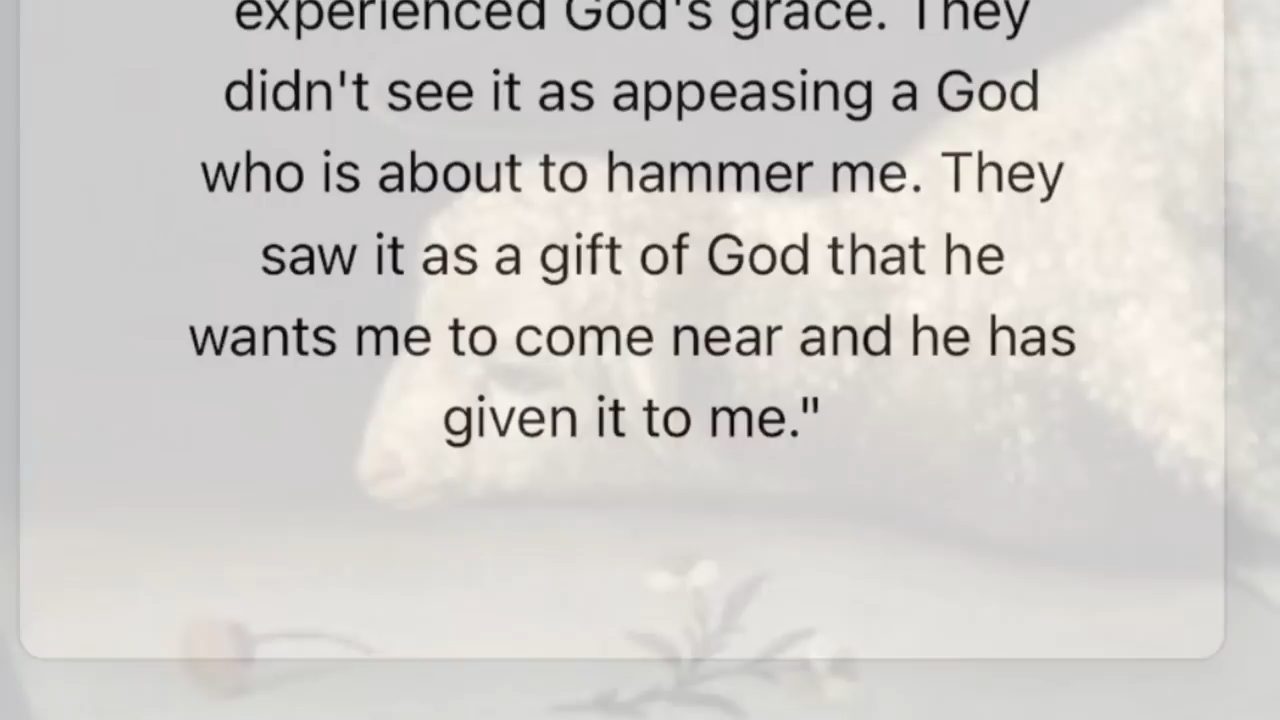 experienced God's grace. They
didn't see it as appeasing a God
who is about to hammer me. They
saw it as a gift of God that he
wants me to come near and he has
given it to me."